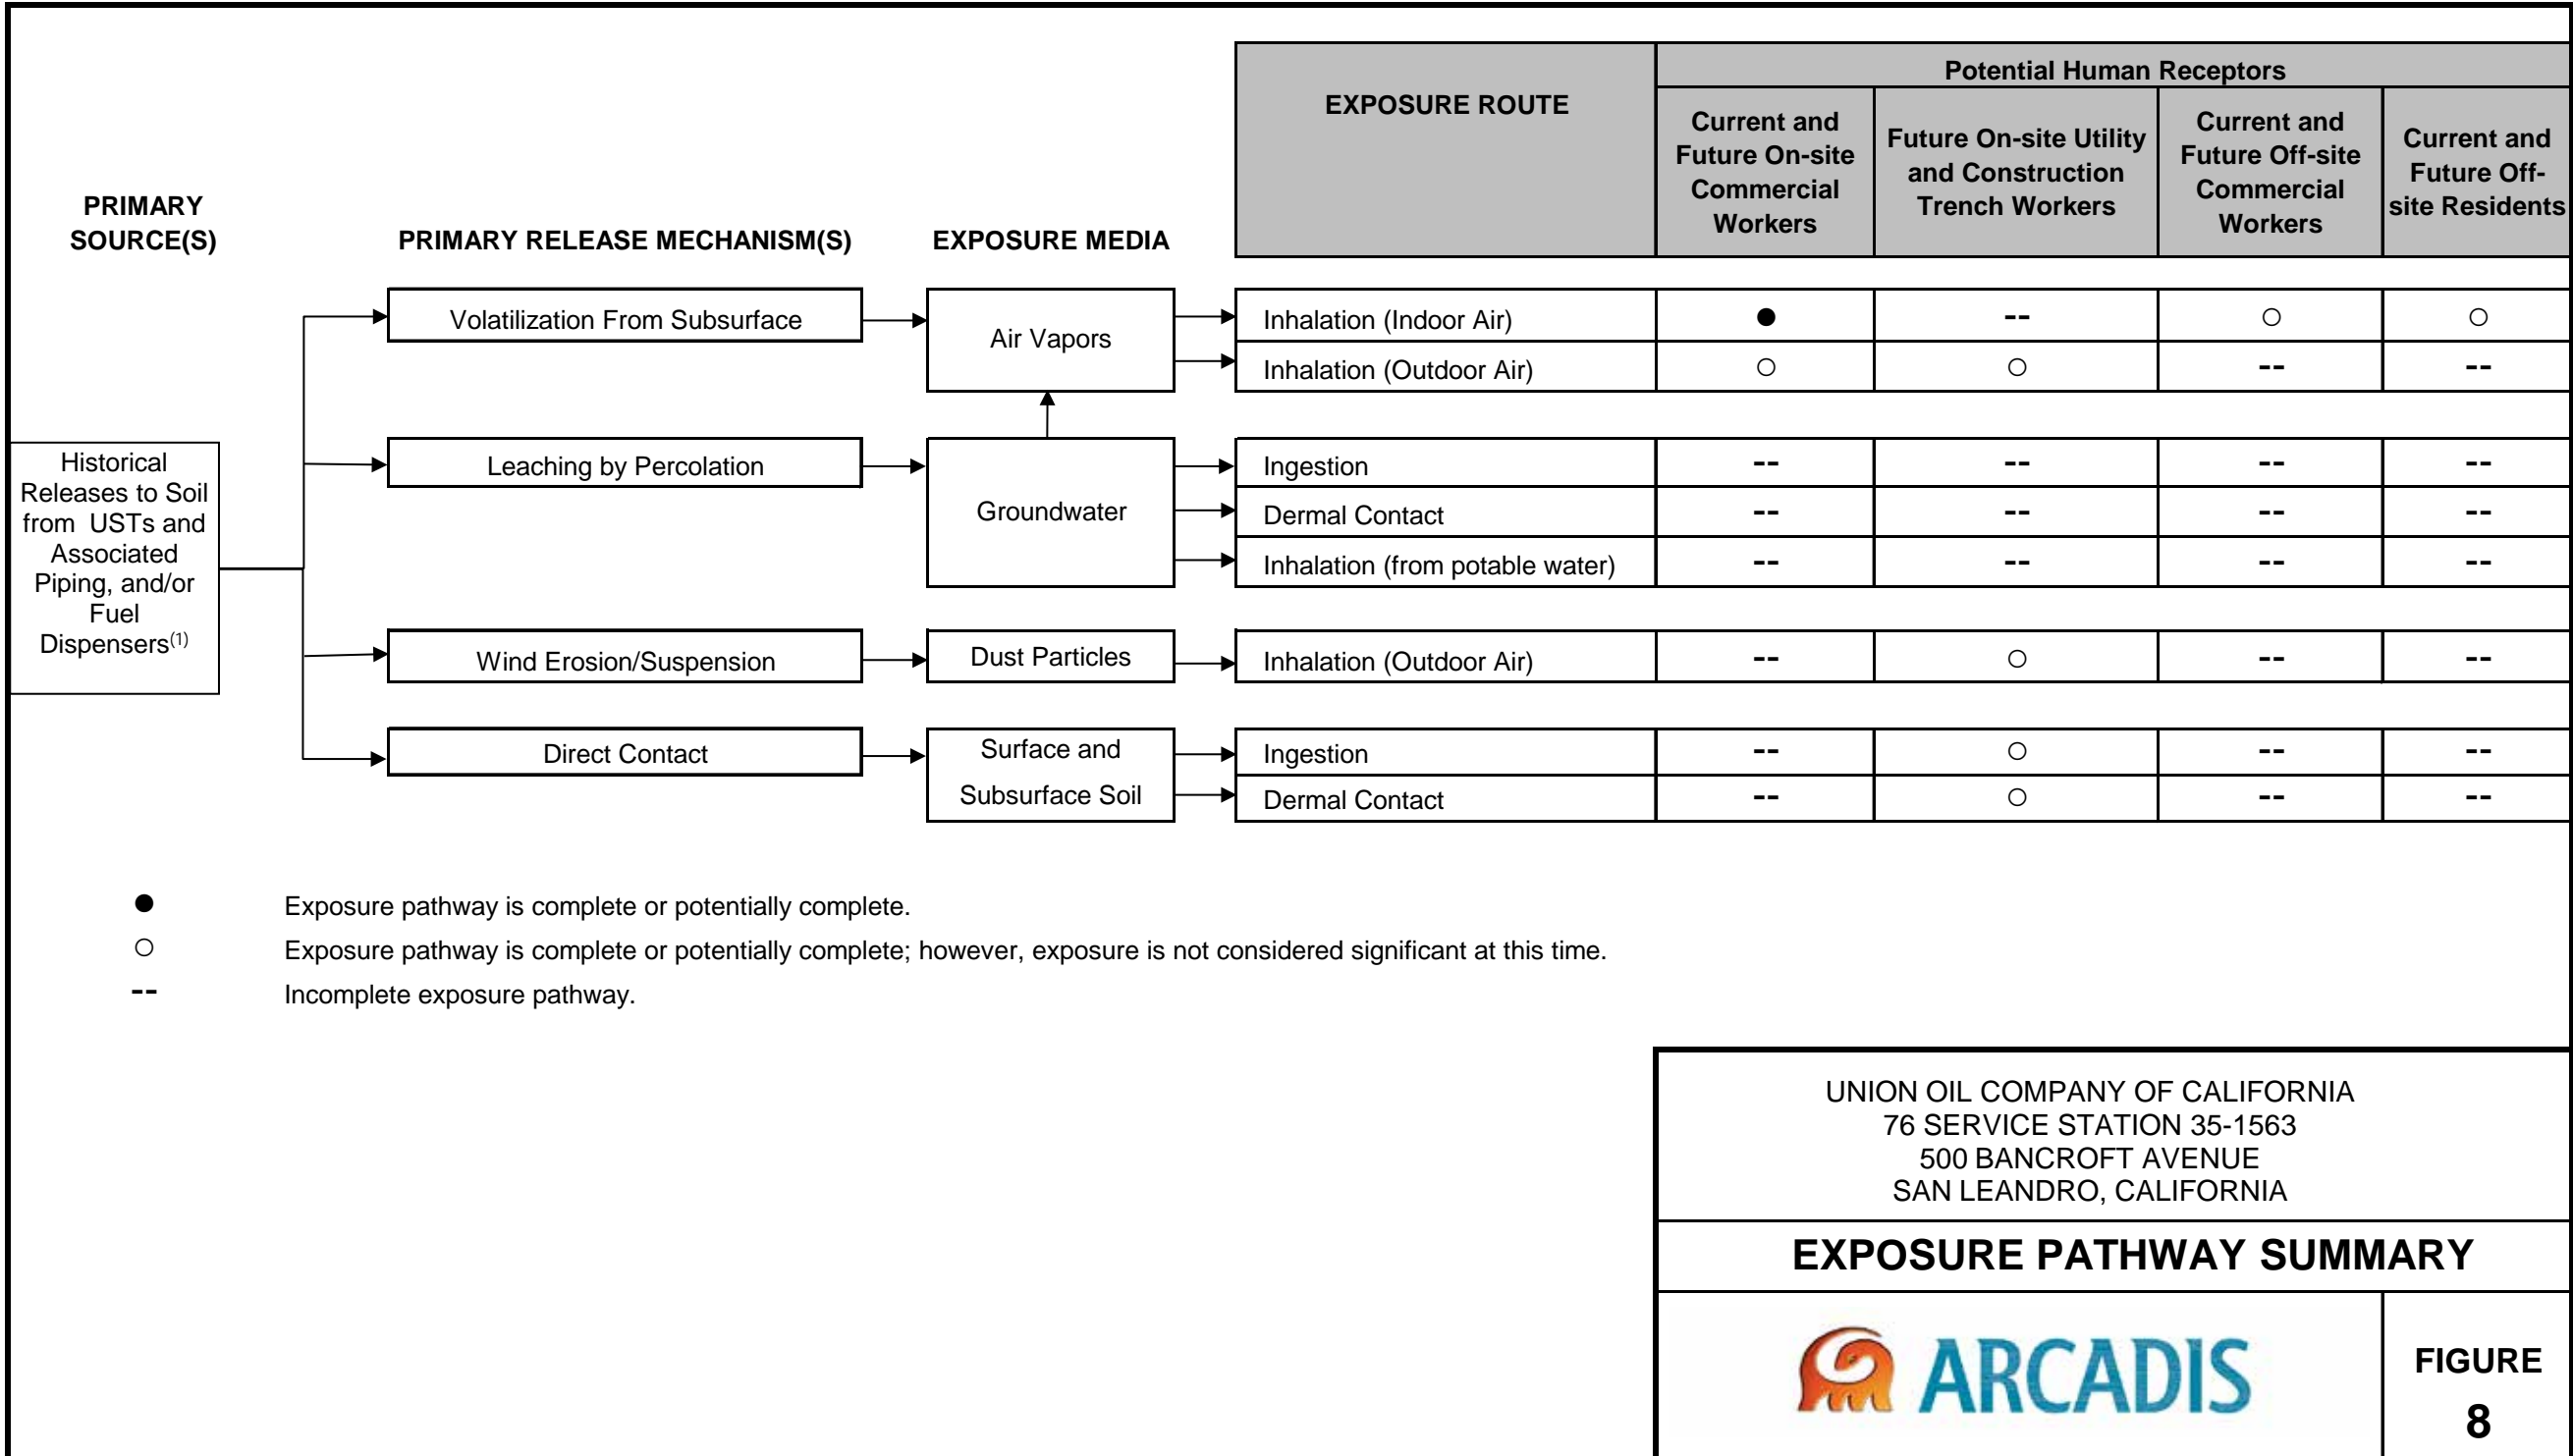 PRIMARY
SOURCE(S)
PRIMARY RELEASE MECHANISM(S)
EXPOSURE MEDIA
EXPOSURE ROUTE
Potential Human Receptors
Current and
Future On-site
Commercial
Workers
Future On-site Utility
and Construction
Trench Workers
Current and
Future Off-site
Commercial
Workers
Current and
Future Off-
site Residents
Historical
Releases to Soil
from USTs and
Associated
Piping, and/or
Fuel
Dispensers(1)
Volatilization From Subsurface
Air Vapors
Inhalation (Indoor Air) ● -- ○ ○
Inhalation (Outdoor Air) ○ ○ -- --
Leaching by Percolation
Groundwater
Ingestion -- -- -- --
Dermal Contact -- -- -- --
Inhalation (from potable water) -- -- -- --
Wind Erosion/Suspension
Dust Particles
Inhalation (Outdoor Air) -- ○ -- --
Direct Contact
Surface and
Subsurface Soil
Ingestion -- ○ -- --
Dermal Contact -- ○ -- --
● Exposure pathway is complete or potentially complete.
○ Exposure pathway is complete or potentially complete; however, exposure is not considered significant at this time.
-- Incomplete exposure pathway.
UNION OIL COMPANY OF CALIFORNIA
76 SERVICE STATION 35-1563
500 BANCROFT AVENUE
SAN LEANDRO, CALIFORNIA
EXPOSURE PATHWAY SUMMARY
ARCADIS
FIGURE
8